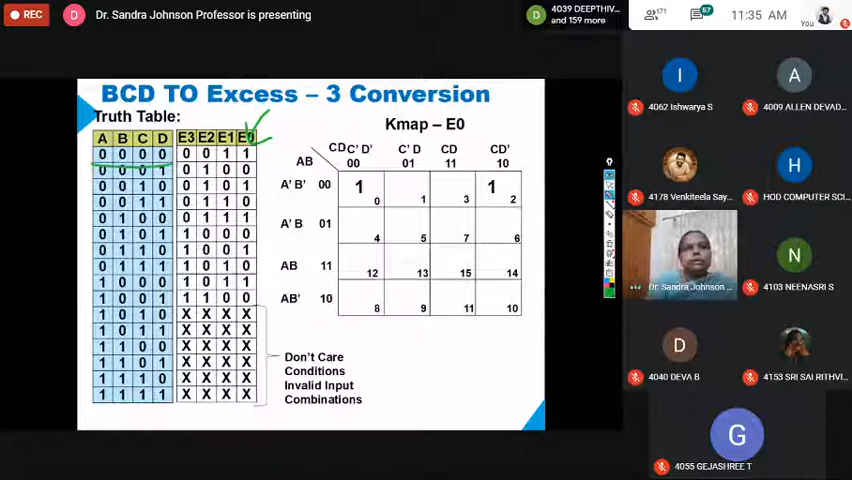 REC
D
Dr. Sandra Johnson Professor is presenting
D
4039 DEEPTHIV...
and 159 more
171
57
11:35 AM
You
BCD TO Excess – 3 Conversion
Truth Table:
A B C D E3 E2 E1 E0
0 0 0 0 0 0 1 1
0 0 0 1 0 1 0 0
0 0 1 0 0 1 0 1
0 0 1 1 0 1 1 0
0 1 0 0 0 1 1 1
0 1 0 1 1 0 0 0
0 1 1 0 1 0 0 1
0 1 1 1 1 0 1 0
1 0 0 0 1 0 1 1
1 0 0 1 1 1 0 0
1 0 1 0 X X X X
1 0 1 1 X X X X
1 1 0 0 X X X X
1 1 0 1 X X X X
1 1 1 0 X X X X
1 1 1 1 X X X X
Don't Care
Conditions
Invalid Input
Combinations
Kmap – E0
CD C' D' C' D CD CD'
AB 00 01 11 10
A' B' 00 1 0 1 3 1 2
A' B 01 4 5 7 6
AB 11 12 13 15 14
AB' 10 8 9 11 10
I
4062 Ishwarya S
A
4009 ALLEN DEVAD...
4178 Venkiteela Say...
H
HOD COMPUTER SCI...
Dr. Sandra Johnson ...
N
4103 NEENASRI S
D
4040 DEVA B
4153 SRI SAI RITHVI...
G
4055 GEJASHREE T